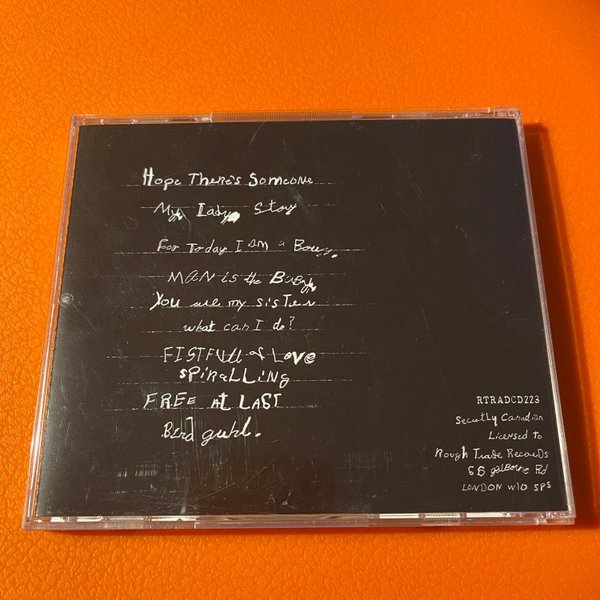 Hope There's Someone
My Lady Story
For Today I am a Boy.
MAN is the Baby
You are my sisTer
what can I do?
FISTFULL of Love
SPiRaLLING
FREE At LAST
Bird guhl.
RTRADCD223
Secretly Canadian
Licensed to
Rough Trade Records
66 golborne Rd
LONDON W10 5PS